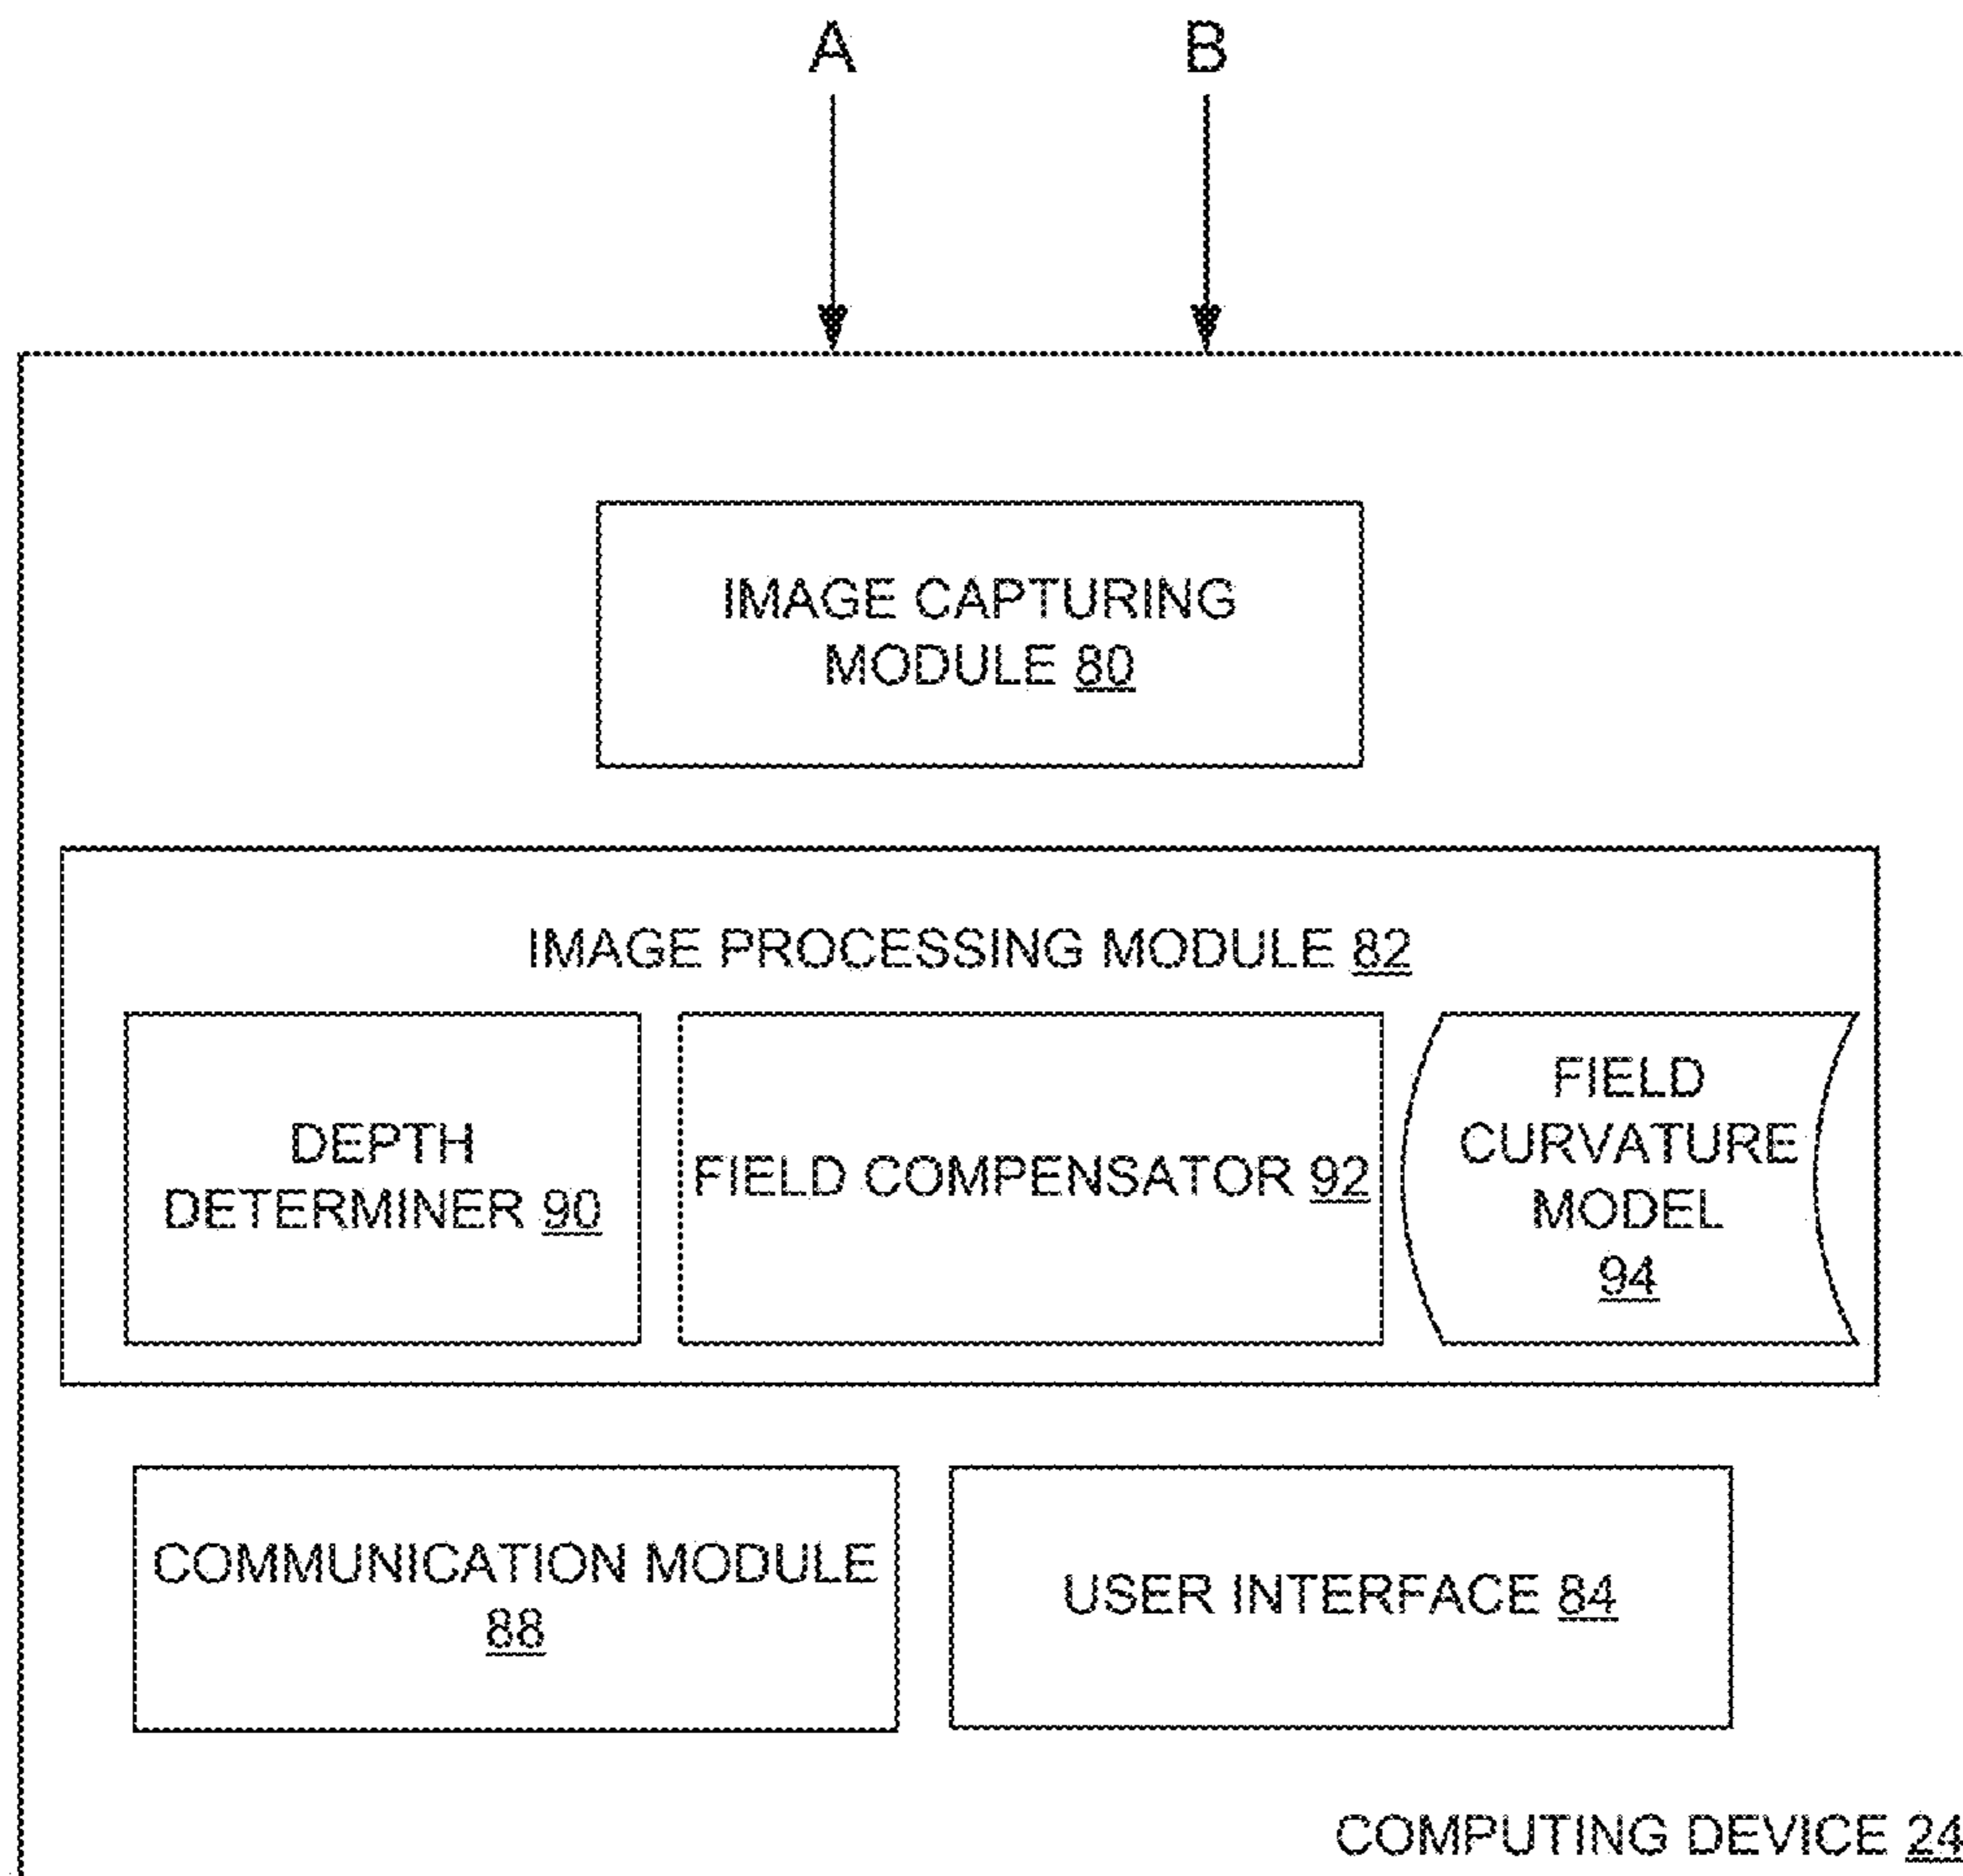 A
B
IMAGE CAPTURING
MODULE 80
IMAGE PROCESSING MODULE 82
DEPTH
DETERMINER 90
FIELD COMPENSATOR 92
FIELD
CURVATURE
MODEL
94
COMMUNICATION MODULE
88
USER INTERFACE 84
COMPUTING DEVICE 24